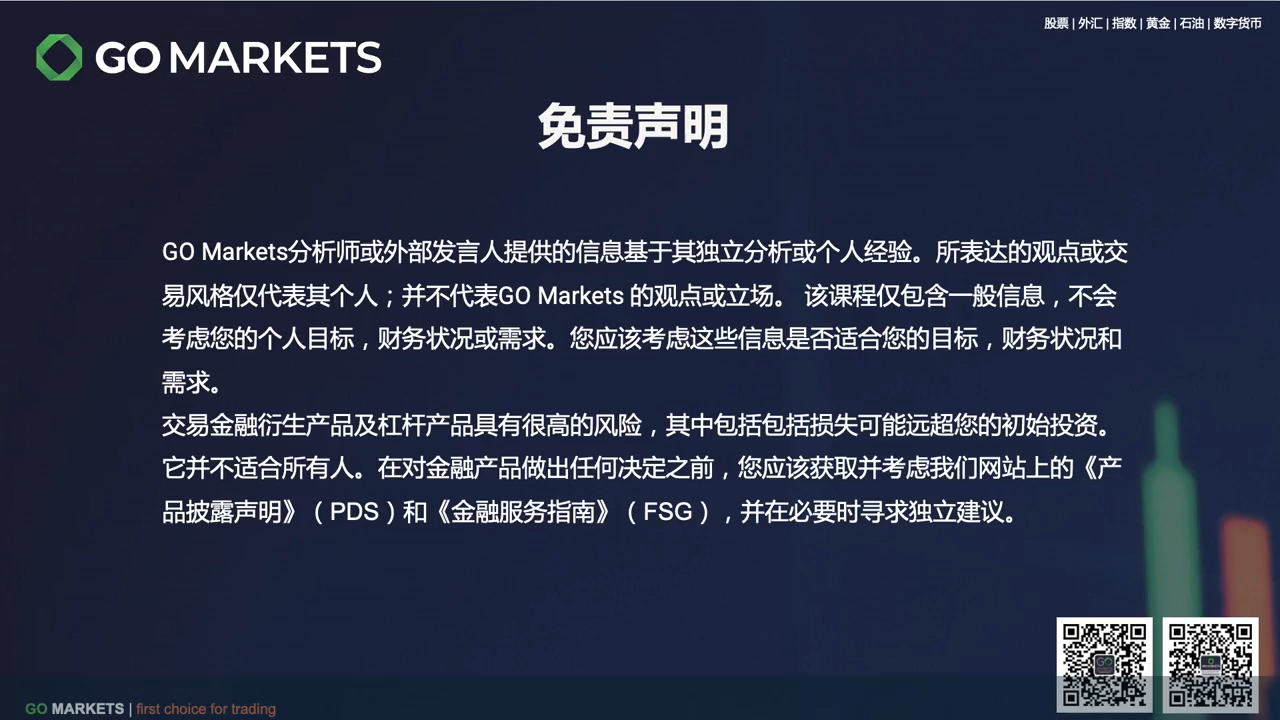 股票 | 外汇 | 指数 | 黄金 | 石油 | 数字货币
GO MARKETS
免责声明
GO Markets分析师或外部发言人提供的信息基于其独立分析或个人经验。所表达的观点或交
易风格仅代表其个人；并不代表GO Markets 的观点或立场。 该课程仅包含一般信息，不会
考虑您的个人目标，财务状况或需求。您应该考虑这些信息是否适合您的目标，财务状况和
需求。
交易金融衍生产品及杠杆产品具有很高的风险，其中包括包括损失可能远超您的初始投资。
它并不适合所有人。在对金融产品做出任何决定之前，您应该获取并考虑我们网站上的《产
品披露声明》（PDS）和《金融服务指南》（FSG），并在必要时寻求独立建议。
GO MARKETS | first choice for trading